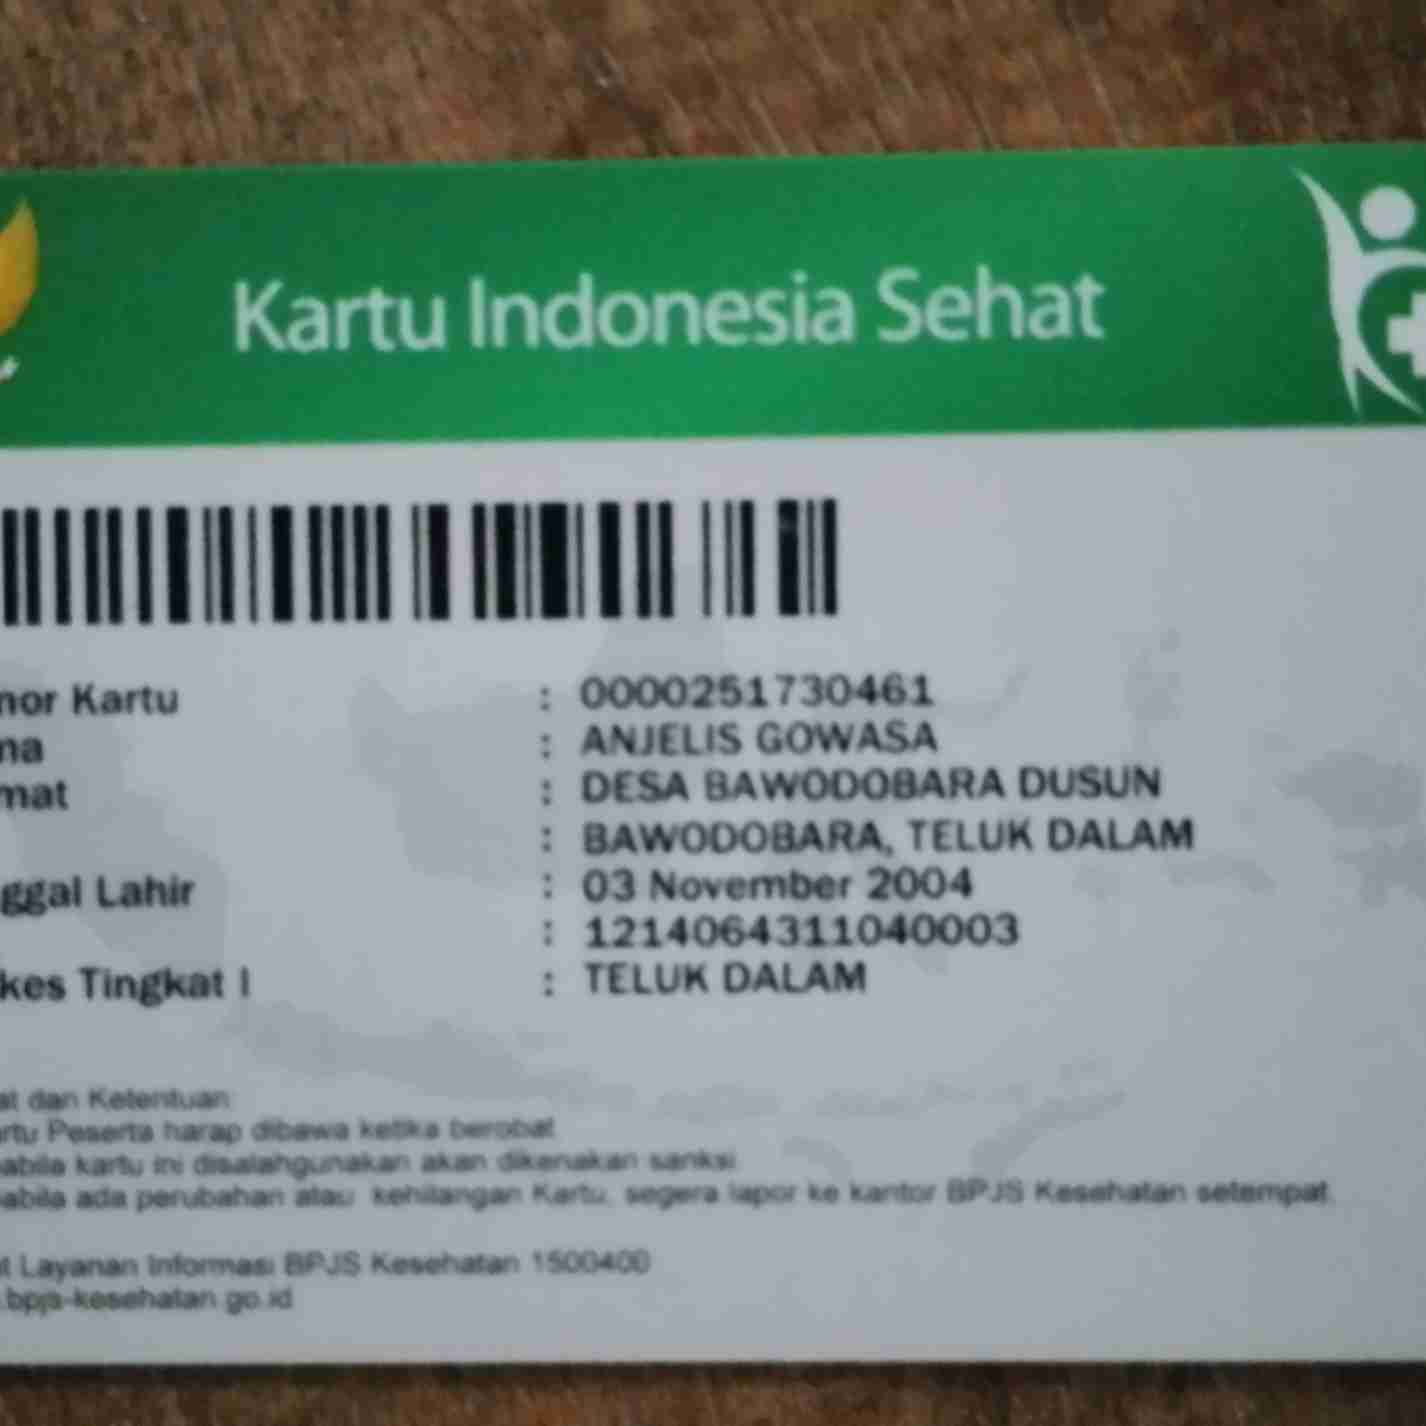 Kartu Indonesia Sehat
nor Kartu : 0000251730461
ma : ANJELIS GOWASA
mat : DESA BAWODOBARA DUSUN
: BAWODOBARA, TELUK DALAM
ggal Lahir : 03 November 2004
: 1214064311040003
kes Tingkat I : TELUK DALAM
at dan Ketentuan:
artu Peserta harap dibawa ketika berobat
abila kartu ini disalahgunakan akan dikenakan sanksi
abila ada perubahan atau kehilangan Kartu, segera lapor ke kantor BPJS Kesehatan setempat.
t Layanan Informasi BPJS Kesehatan 1500400
.bpjs-kesehatan.go.id